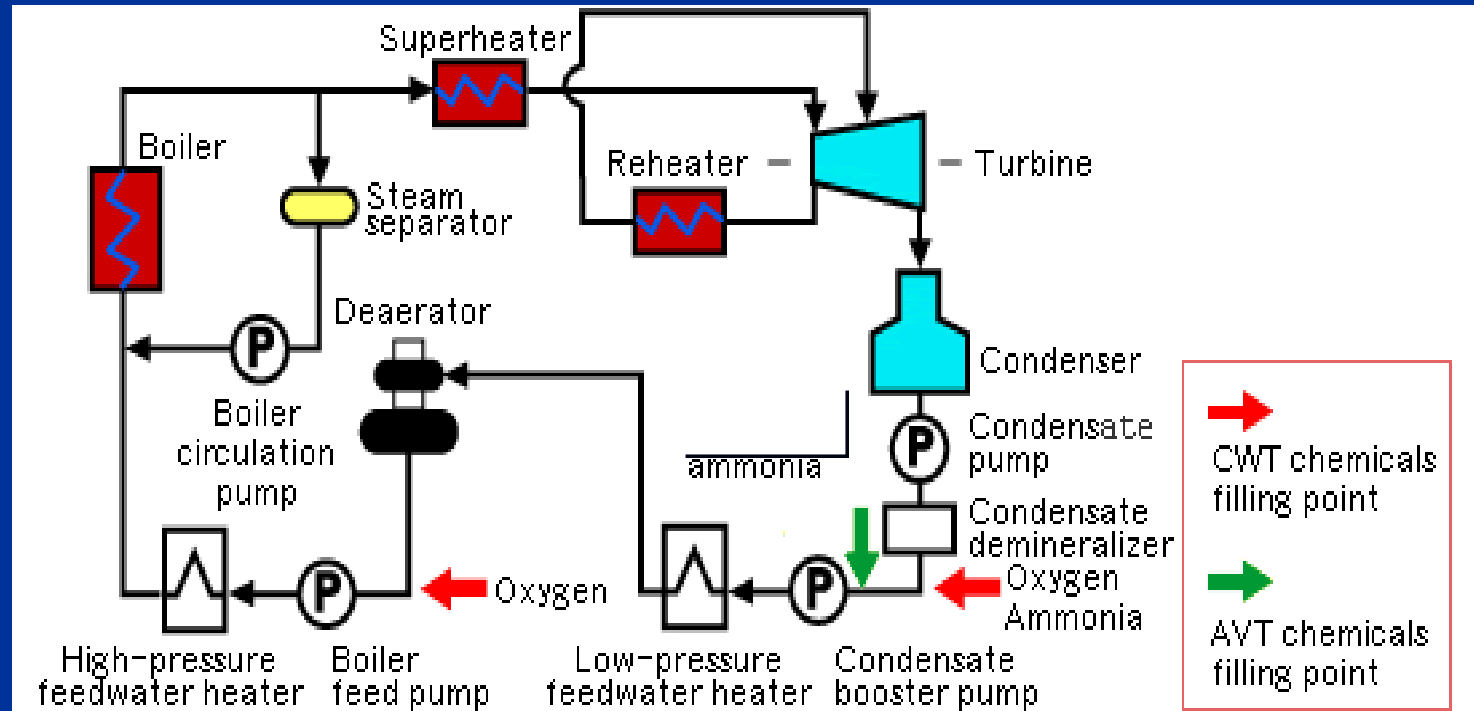 Superheater
Boiler
Reheater
Turbine
Steam
separator
Deaerator
P
Boiler
circulation
pump
Condenser
P
Condensate
pump
ammonia
Condensate
demineralizer
P
Oxygen
P
Oxygen
Ammonia
High-pressure
feedwater heater
Boiler
feed pump
Low-pressure
feedwater heater
Condensate
booster pump
CWT chemicals
filling point
AVT chemicals
filling point